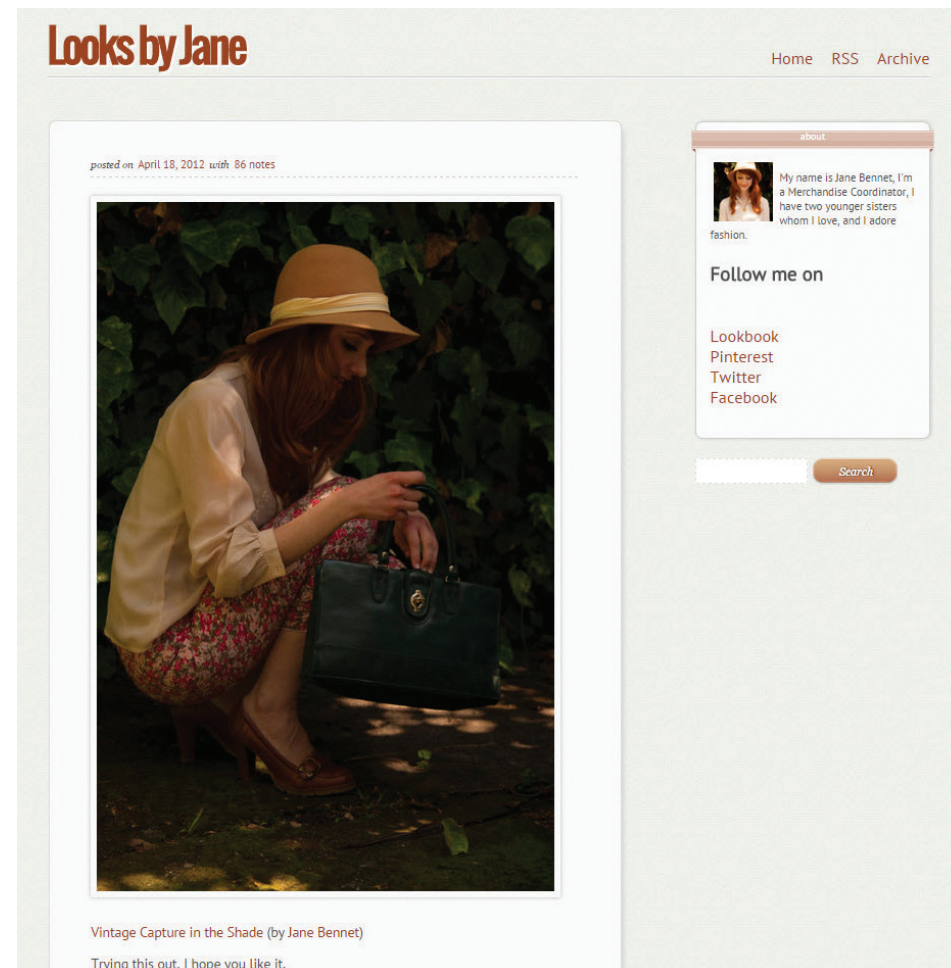 Looks by Jane
Home RSS Archive
posted on April 18, 2012 with 86 notes
Vintage Capture in the Shade (by Jane Bennet)
Trying this out. I hope you like it.
about
My name is Jane Bennet, I'm
a Merchandise Coordinator, I
have two younger sisters
whom I love, and I adore
fashion.
Follow me on
Lookbook
Pinterest
Twitter
Facebook
Search